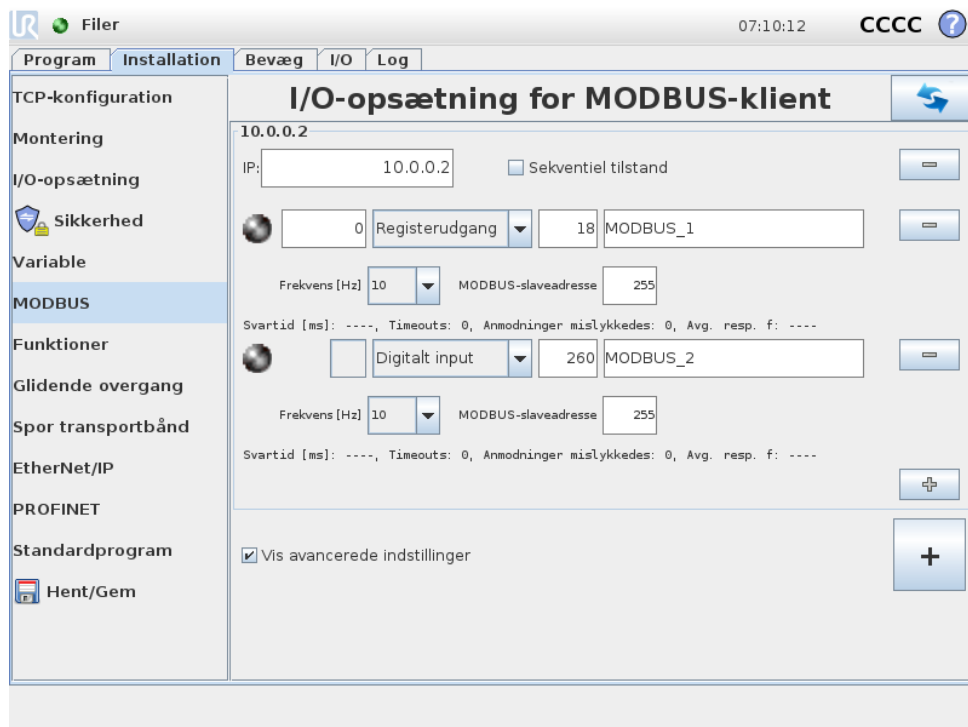 UR Filer 07:10:12 CCCC ?
Program Installation Bevæg I/O Log
TCP-konfiguration
Montering
I/O-opsætning
Sikkerhed
Variable
MODBUS
Funktioner
Glidende overgang
Spor transportbånd
EtherNet/IP
PROFINET
Standardprogram
Hent/Gem
I/O-opsætning for MODBUS-klient
10.0.0.2
IP: 10.0.0.2 Sekventiel tilstand
0 Registerudgang 18 MODBUS_1
Frekvens [Hz] 10 MODBUS-slaveadresse 255
Svartid [ms]: ----, Timeouts: 0, Anmodninger mislykkedes: 0, Avg. resp. f: ----
Digitalt input 260 MODBUS_2
Frekvens [Hz] 10 MODBUS-slaveadresse 255
Svartid [ms]: ----, Timeouts: 0, Anmodninger mislykkedes: 0, Avg. resp. f: ----
Vis avancerede indstillinger